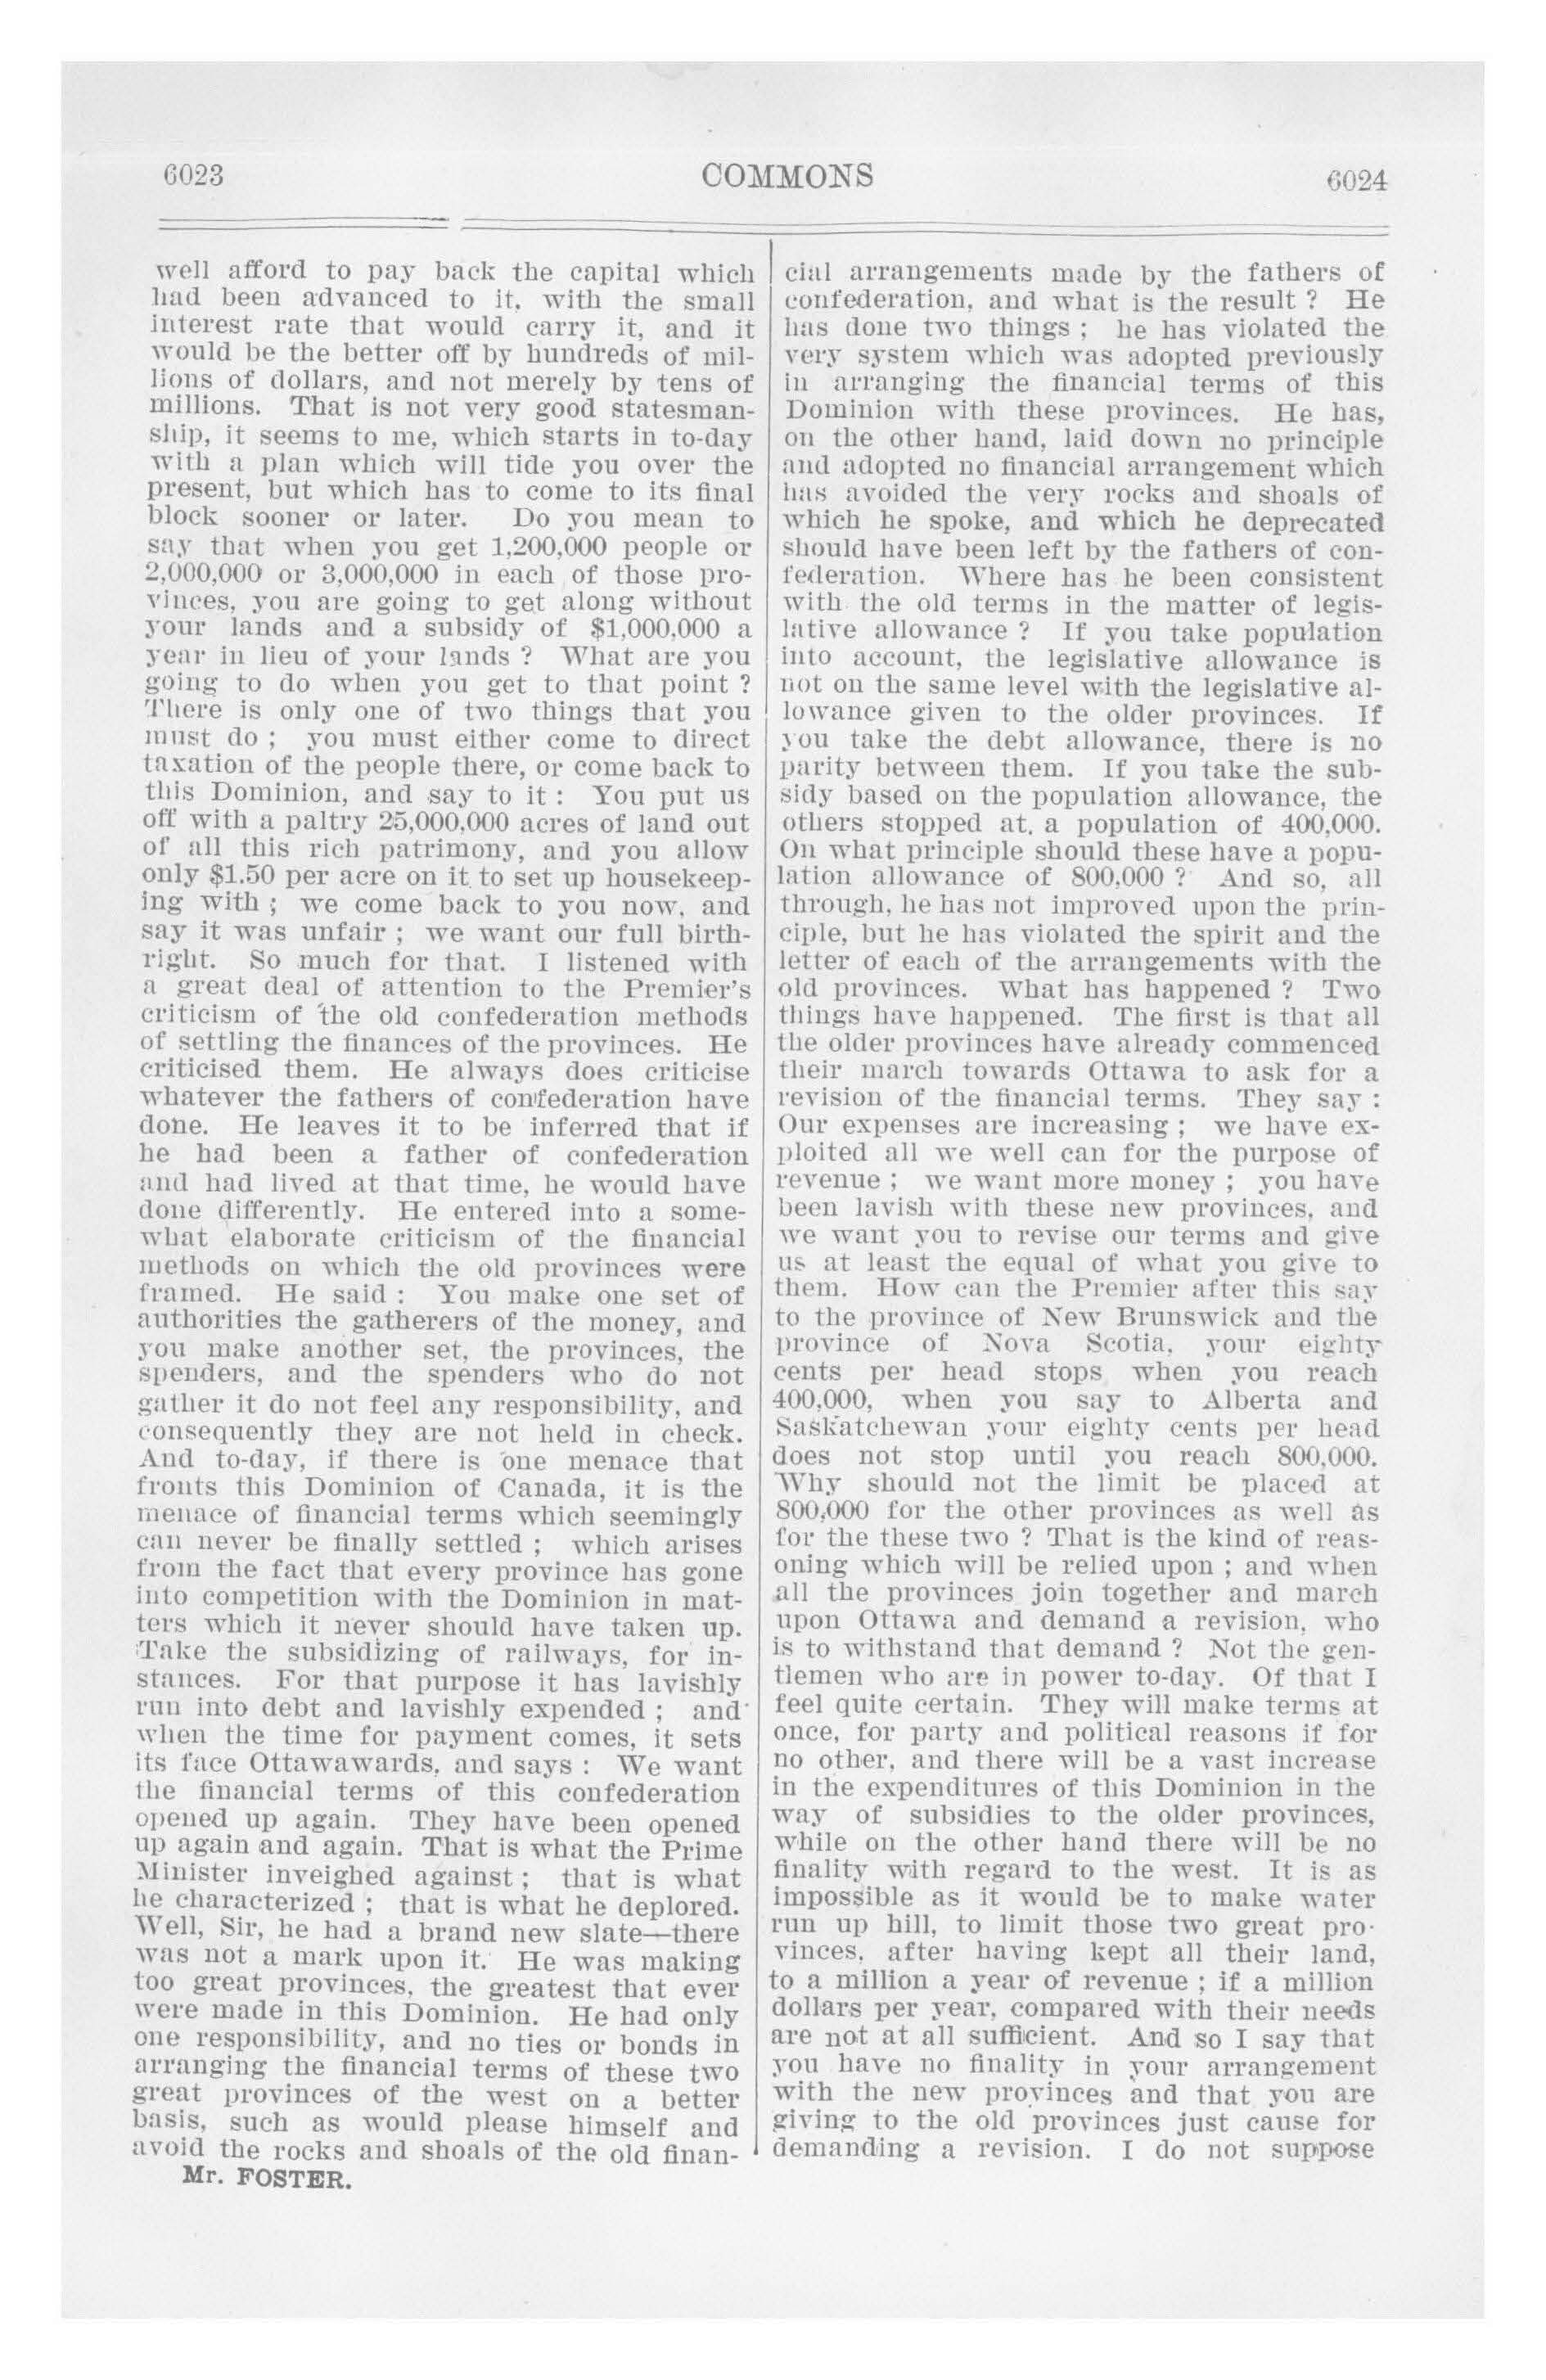 6023
COMMONS
6024
well afford to pay back the capital which
had been advanced to it, with the small
interest rate that would carry it, and it
would be the better off by hundreds of mil-
lions of dollars, and not merely by tens of
millions. That is not very good statesman-
ship, it seems to me, which starts in to-day
with a plan which will tide you over the
present, but which has to come to its final
block sooner or later. Do you mean to
say that when you get 1,200,000 people or
2,000,000 or 3,000,000 in each of those pro-
vinces, you are going to get along without
your lands and a subsidy of $1,000,000 a
year in lieu of your lands ? What are you
going to do when you get to that point ?
There is only one of two things that you
must do ; you must either come to direct
taxation of the people there, or come back to
this Dominion, and say to it : You put us
off with a paltry 25,000,000 acres of land out
of all this rich patrimony, and you allow
only $1.50 per acre on it to set up housekeep-
ing with ; we come back to you now, and
say it was unfair ; we want our full birth-
right. So much for that. I listened with
a great deal of attention to the Premier's
criticism of the old confederation methods
of settling the finances of the provinces. He
criticised them. He always does criticise
whatever the fathers of confederation have
done. He leaves it to be inferred that if
he had been a father of confederation
and had lived at that time, he would have
done differently. He entered into a some-
what elaborate criticism of the financial
methods on which the old provinces were
framed. He said : You make one set of
authorities the gatherers of the money, and
you make another set, the provinces, the
spenders, and the spenders who do not
gather it do not feel any responsibility, and
consequently they are not held in check.
And to-day, if there is one menace that
fronts this Dominion of Canada, it is the
menace of financial terms which seemingly
can never be finally settled ; which arises
from the fact that every province has gone
into competition with the Dominion in mat-
ters which it never should have taken up.
Take the subsidizing of railways, for in-
stances. For that purpose it has lavishly
run into debt and lavishly expended ; and
when the time for payment comes, it sets
its face Ottawawards, and says : We want
the financial terms of this confederation
opened up again. They have been opened
up again and again. That is what the Prime
Minister inveighed against ; that is what
he characterized ; that is what he deplored.
Well, Sir, he had a brand new slate—there
was not a mark upon it. He was making
too great provinces, the greatest that ever
were made in this Dominion. He had only
one responsibility, and no ties or bonds in
arranging the financial terms of these two
great provinces of the west on a better
basis, such as would please himself and
avoid the rocks and shoals of the old finan-
Mr. FOSTER.
cial arrangements made by the fathers of
confederation, and what is the result ? He
has done two things ; he has violated the
very system which was adopted previously
in arranging the financial terms of this
Dominion with these provinces. He has,
on the other hand, laid down no principle
and adopted no financial arrangement which
has avoided the very rocks and shoals of
which he spoke, and which he deprecated
should have been left by the fathers of con-
federation. Where has he been consistent
with the old terms in the matter of legis-
lative allowance ? If you take population
into account, the legislative allowance is
not on the same level with the legislative al-
lowance given to the older provinces. If
you take the debt allowance, there is no
parity between them. If you take the sub-
sidy based on the population allowance, the
others stopped at a population of 400,000.
On what principle should these have a popu-
lation allowance of 800,000 ? And so, all
through, he has not improved upon the prin-
ciple, but he has violated the spirit and the
letter of each of the arrangements with the
old provinces. What has happened ? Two
things have happened. The first is that all
the older provinces have already commenced
their march towards Ottawa to ask for a
revision of the financial terms. They say :
Our expenses are increasing ; we have ex-
ploited all we well can for the purpose of
revenue ; we want more money ; you have
been lavish with these new provinces, and
we want you to revise our terms and give
us at least the equal of what you give to
them. How can the Premier after this say
to the province of New Brunswick and the
province of Nova Scotia, your eighty
cents per head stops when you reach
400,000, when you say to Alberta and
Saskatchewan your eighty cents per head
does not stop until you reach 800,000.
Why should not the limit be placed at
800,000 for the other provinces as well as
for the these two ? That is the kind of reas-
oning which will be relied upon ; and when
all the provinces join together and march
upon Ottawa and demand a revision, who
is to withstand that demand ? Not the gen-
tlemen who are in power to-day. Of that I
feel quite certain. They will make terms at
once, for party and political reasons if for
no other, and there will be a vast increase
in the expenditures of this Dominion in the
way of subsidies to the older provinces,
while on the other hand there will be no
finality with regard to the west. It is as
impossible as it would be to make water
run up hill, to limit those two great pro-
vinces, after having kept all their land,
to a million a year of revenue ; if a million
dollars per year, compared with their needs
are not at all sufficient. And so I say that
you have no finality in your arrangement
with the new provinces and that you are
giving to the old provinces just cause for
demanding a revision. I do not suppose